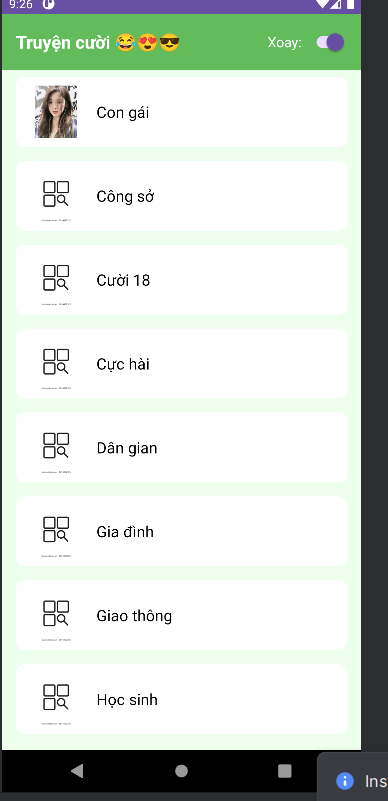 9:26
Truyện cười 😂😍😎 Xoay:
Con gái
Công sở
Cười 18
Cực hài
Dân gian
Gia đình
Giao thông
Học sinh
Ins